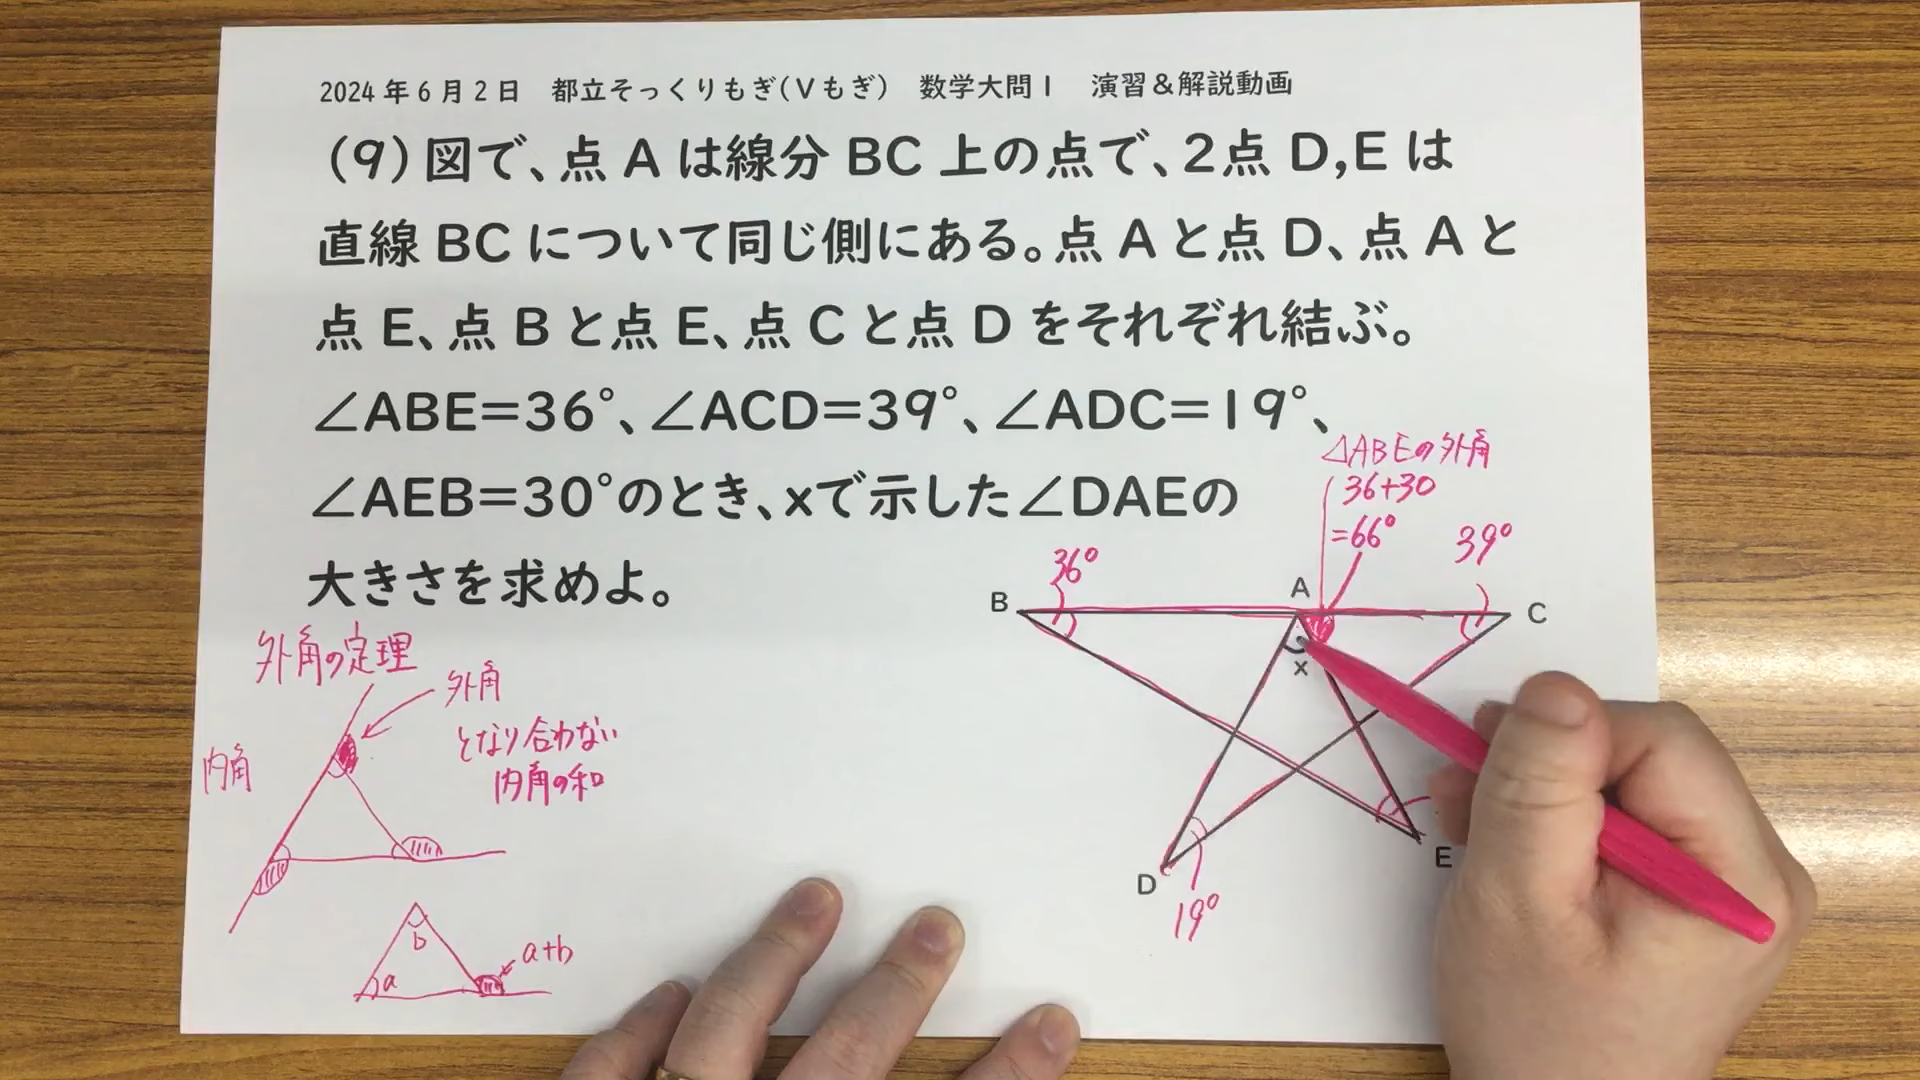 2024年6月2日 都立そっくりもぎ(Vもぎ) 数学大問1 演習&解説動画
(9)図で、点Aは線分BC上の点で、2点D,Eは
直線BCについて同じ側にある。点Aと点D、点Aと
点E、点Bと点E、点Cと点Dをそれぞれ結ぶ。
∠ABE=36°、∠ACD=39°、∠ADC=19°、
∠AEB=30°のとき、xで示した∠DAEの
大きさを求めよ。
△ABEの外角
36+30
=66°
36°
39°
B
A
C
x
D
E
19°
外角の定理
外角
となり合わない
内角の和
内角
b
a
a+b